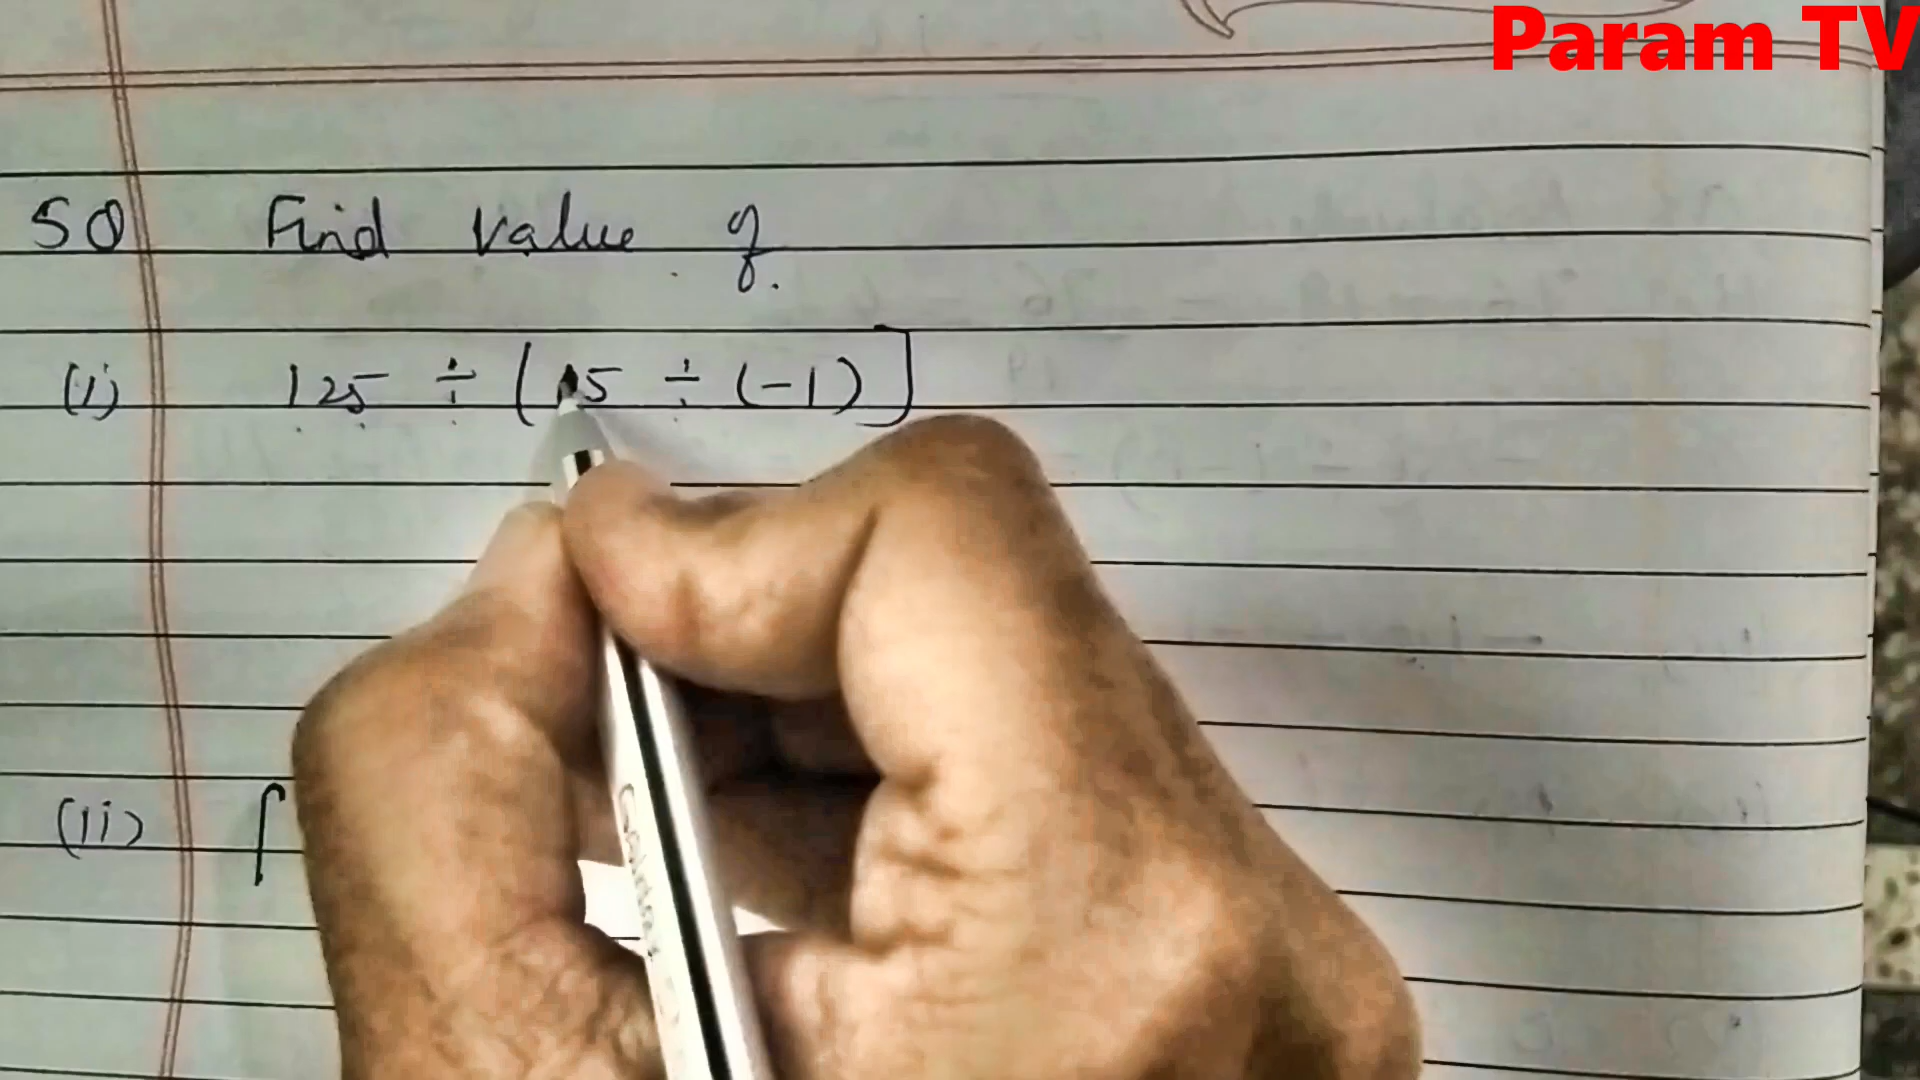 Param TV
50 Find value of.
(i) 125 ÷ [15 ÷ (-1)]
(ii) [